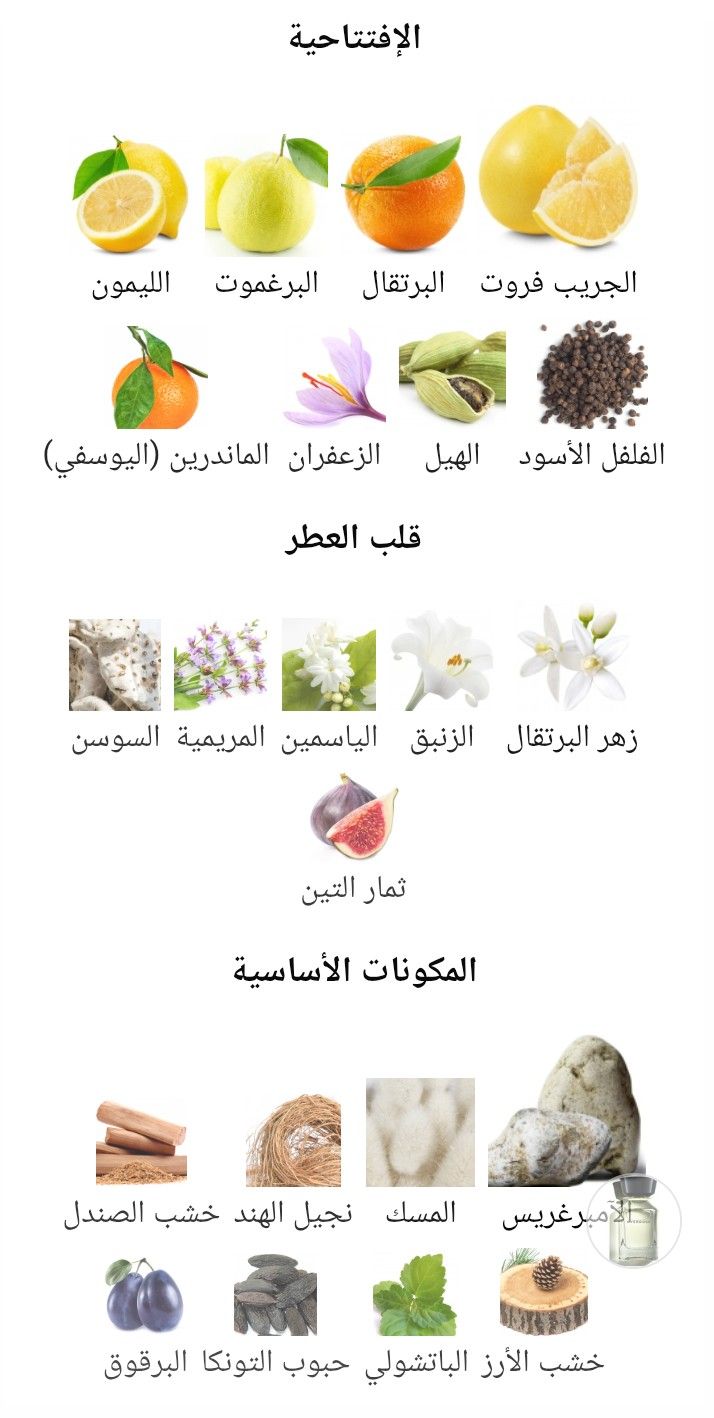 الإفتتاحية
الجريب فروت البرتقال البرغموت الليمون
الفلفل الأسود الهيل الزعفران الماندرين (اليوسفي)
قلب العطر
زهر البرتقال الزنبق الياسمين المريمية السوسن
ثمار التين
المكونات الأساسية
الآمبرغريس المسك نجيل الهند خشب الصندل
خشب الأرز الباتشولي حبوب التونكا البرقوق